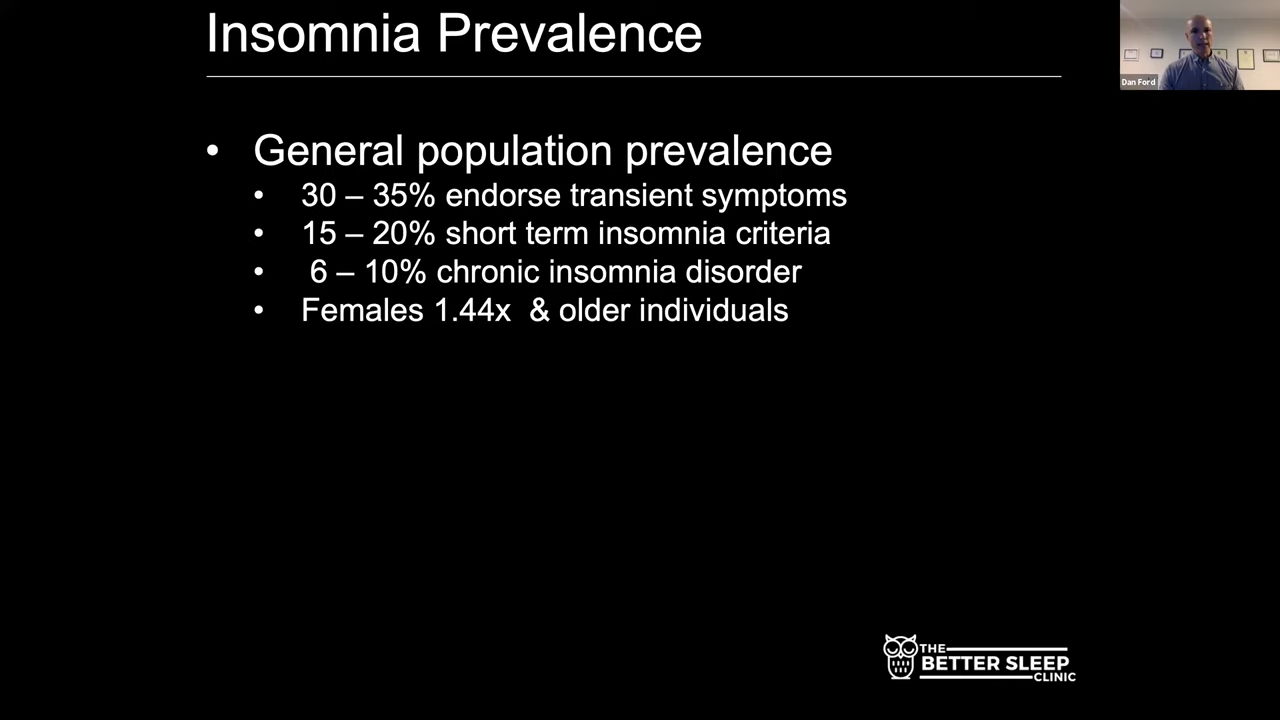 Insomnia Prevalence
Dan Ford
• General population prevalence
• 30 – 35% endorse transient symptoms
• 15 – 20% short term insomnia criteria
• 6 – 10% chronic insomnia disorder
• Females 1.44x & older individuals
THE
BETTER SLEEP
CLINIC